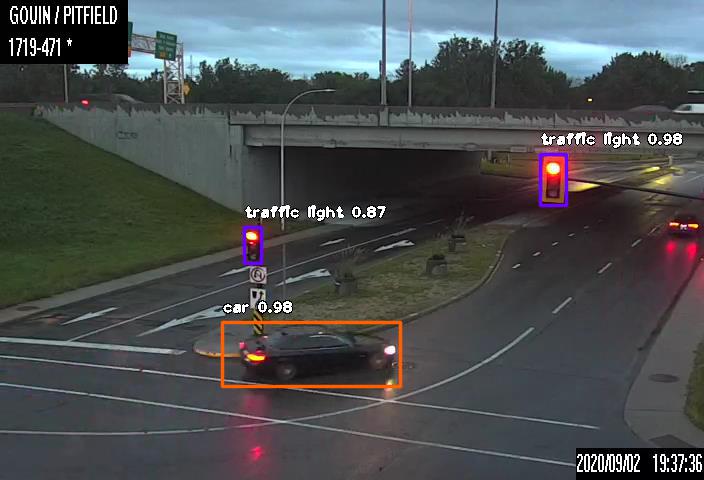 GOUIN / PITFIELD
1719-471 *
traffic light 0.98
traffic light 0.87
car 0.98
2020/09/02 19:37:36